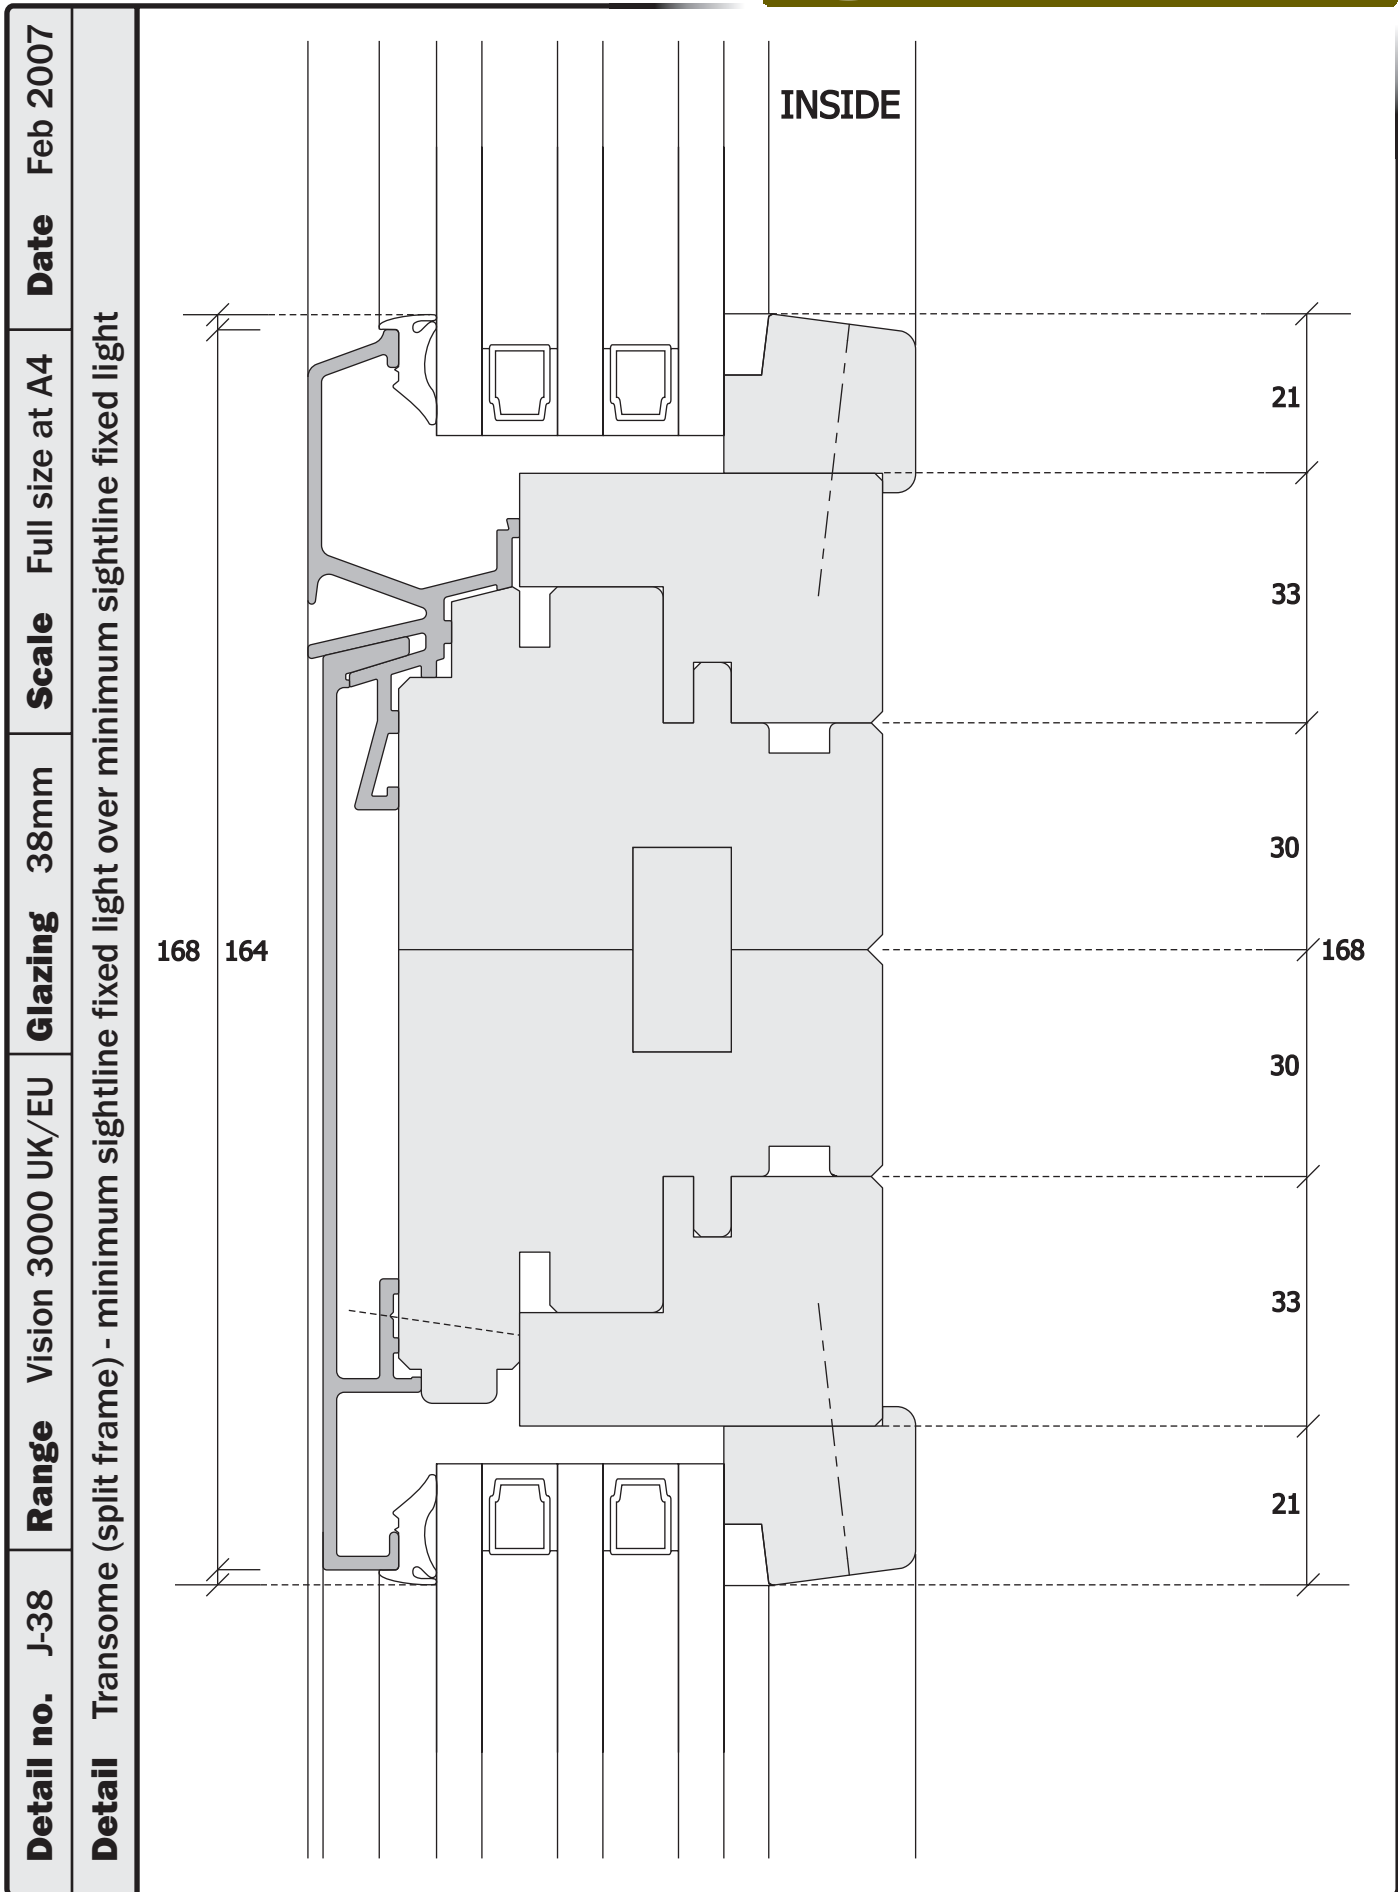 Detail no. J-38 Range Vision 3000 UK/EU Glazing 38mm Scale Full size at A4 Date Feb 2007
Detail Transome (split frame) - minimum sightline fixed light over minimum sightline fixed light
INSIDE
21
33
30
168 164
168
30
33
21